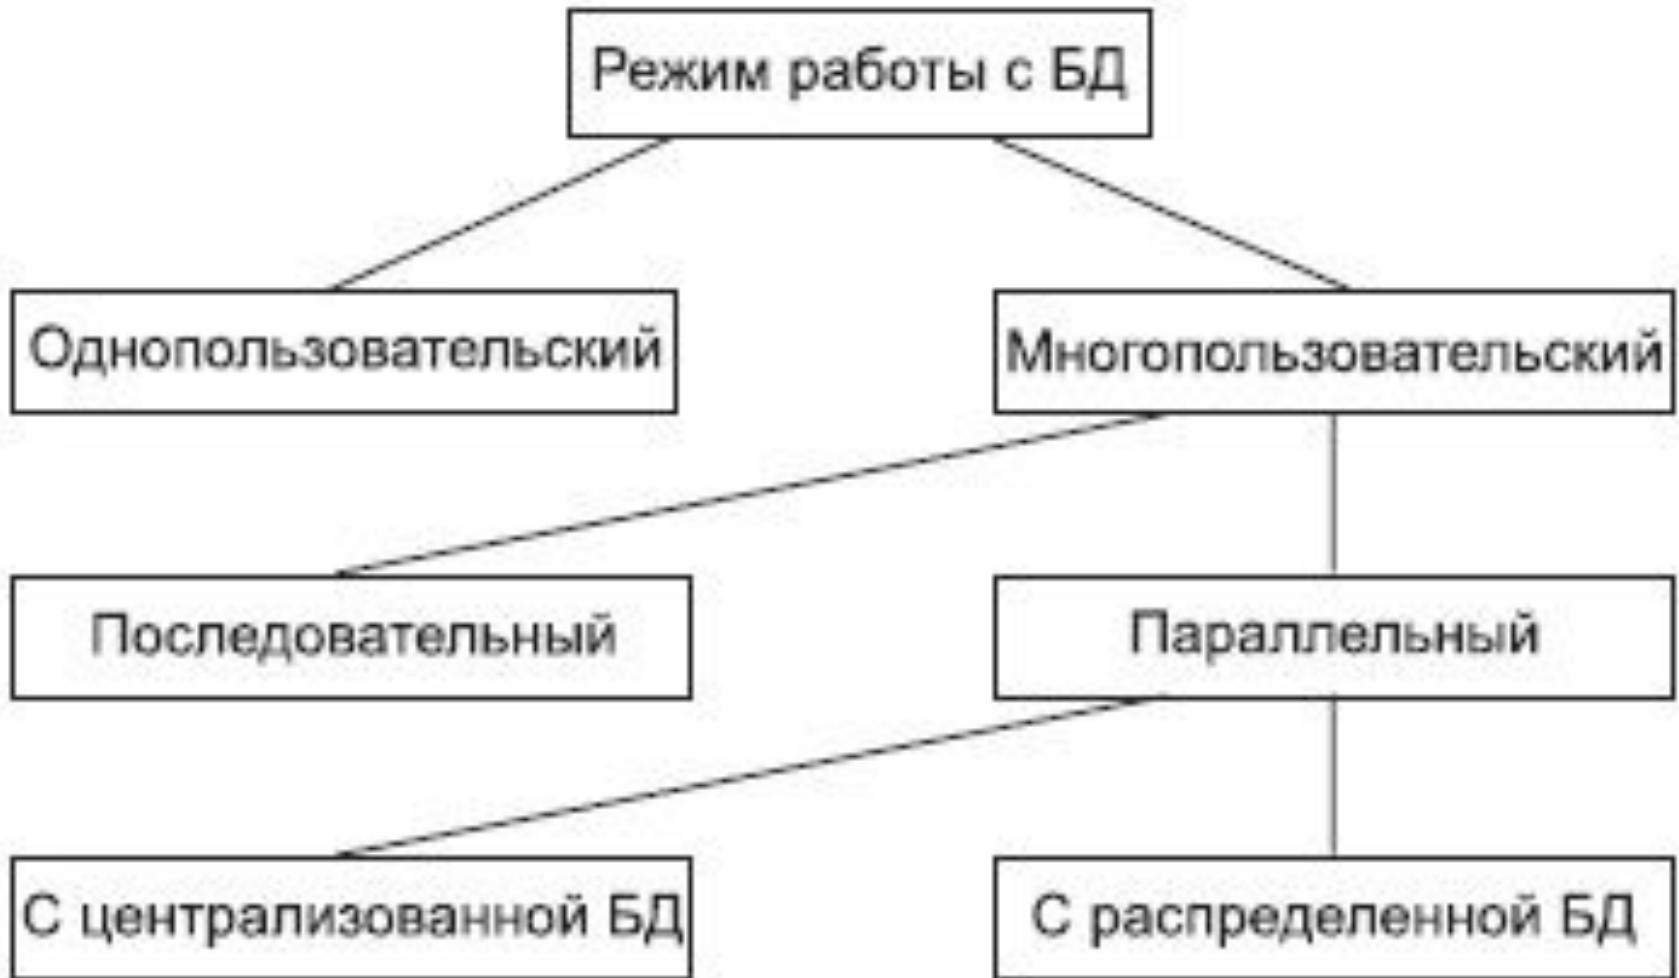 Режим работы с БД
Однопользовательский
Многопользовательский
Последовательный
Параллельный
С централизованной БД
С распределенной БД